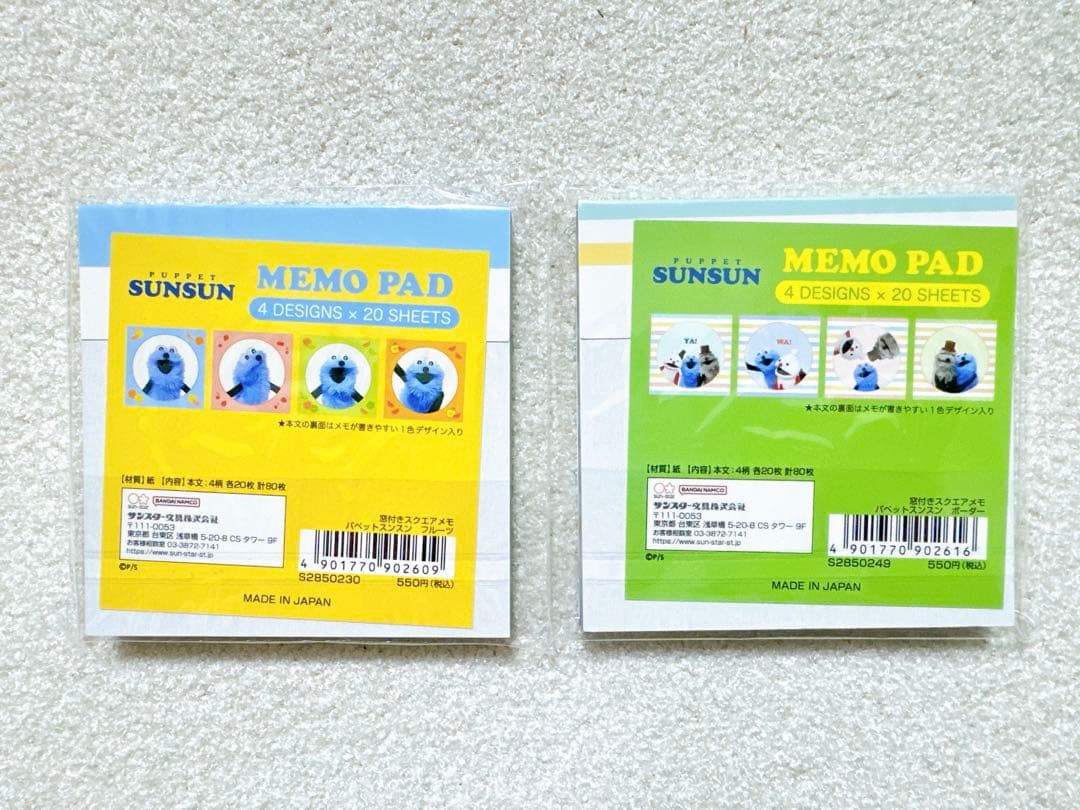 PUPPET
SUNSUN
MEMO PAD
4 DESIGNS × 20 SHEETS
★本文の裏面はメモが書きやすい1色デザイン入り
【材質】紙 【内容】本文:4柄 各20枚 計80枚
SUN-STAR
BANDAI NAMCO
サンスター文具株式会社
〒111-0053
東京都 台東区 浅草橋 5-20-8 CS タワー 9F
お客様相談室 03-3872-7141
https://www.sun-star-st.jp
©P/S
窓付きスクエアメモ
パペットスンスン フルーツ
4 901770 902609
S2850230 550円(税込)
MADE IN JAPAN
PUPPET
SUNSUN
MEMO PAD
4 DESIGNS × 20 SHEETS
YA!
WA!
★本文の裏面はメモが書きやすい1色デザイン入り
【材質】紙 【内容】本文:4柄 各20枚 計80枚
SUN-STAR
BANDAI NAMCO
サンスター文具株式会社
〒111-0053
東京都 台東区 浅草橋 5-20-8 CS タワー 9F
お客様相談室 03-3872-7141
https://www.sun-star-st.jp
©P/S
窓付きスクエアメモ
パペットスンスン ボーダー
4 901770 902616
S2850249 550円(税込)
MADE IN JAPAN